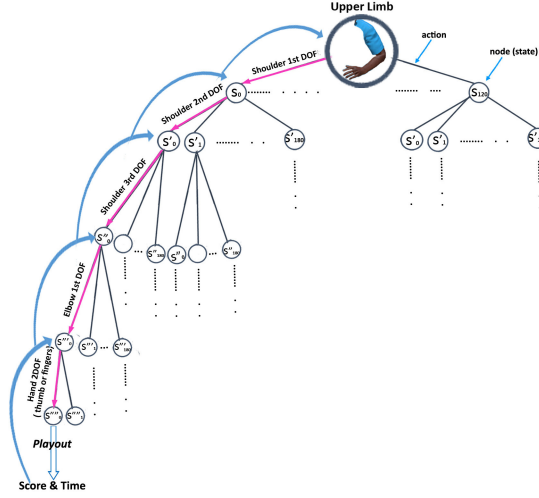 Upper Limb
action
node (state)
Shoulder 1st DOF
S0
S120
Shoulder 2nd DOF
S'0
S'1
S'180
S'0
S'1
Shoulder 3rd DOF
S''0
S''180
S''0
S''180
Elbow 1st DOF
S'''0
S'''1
S'''180
Hand 2DOF
( thumb or fingers)
S''''0
S''''1
Playout
Score & Time